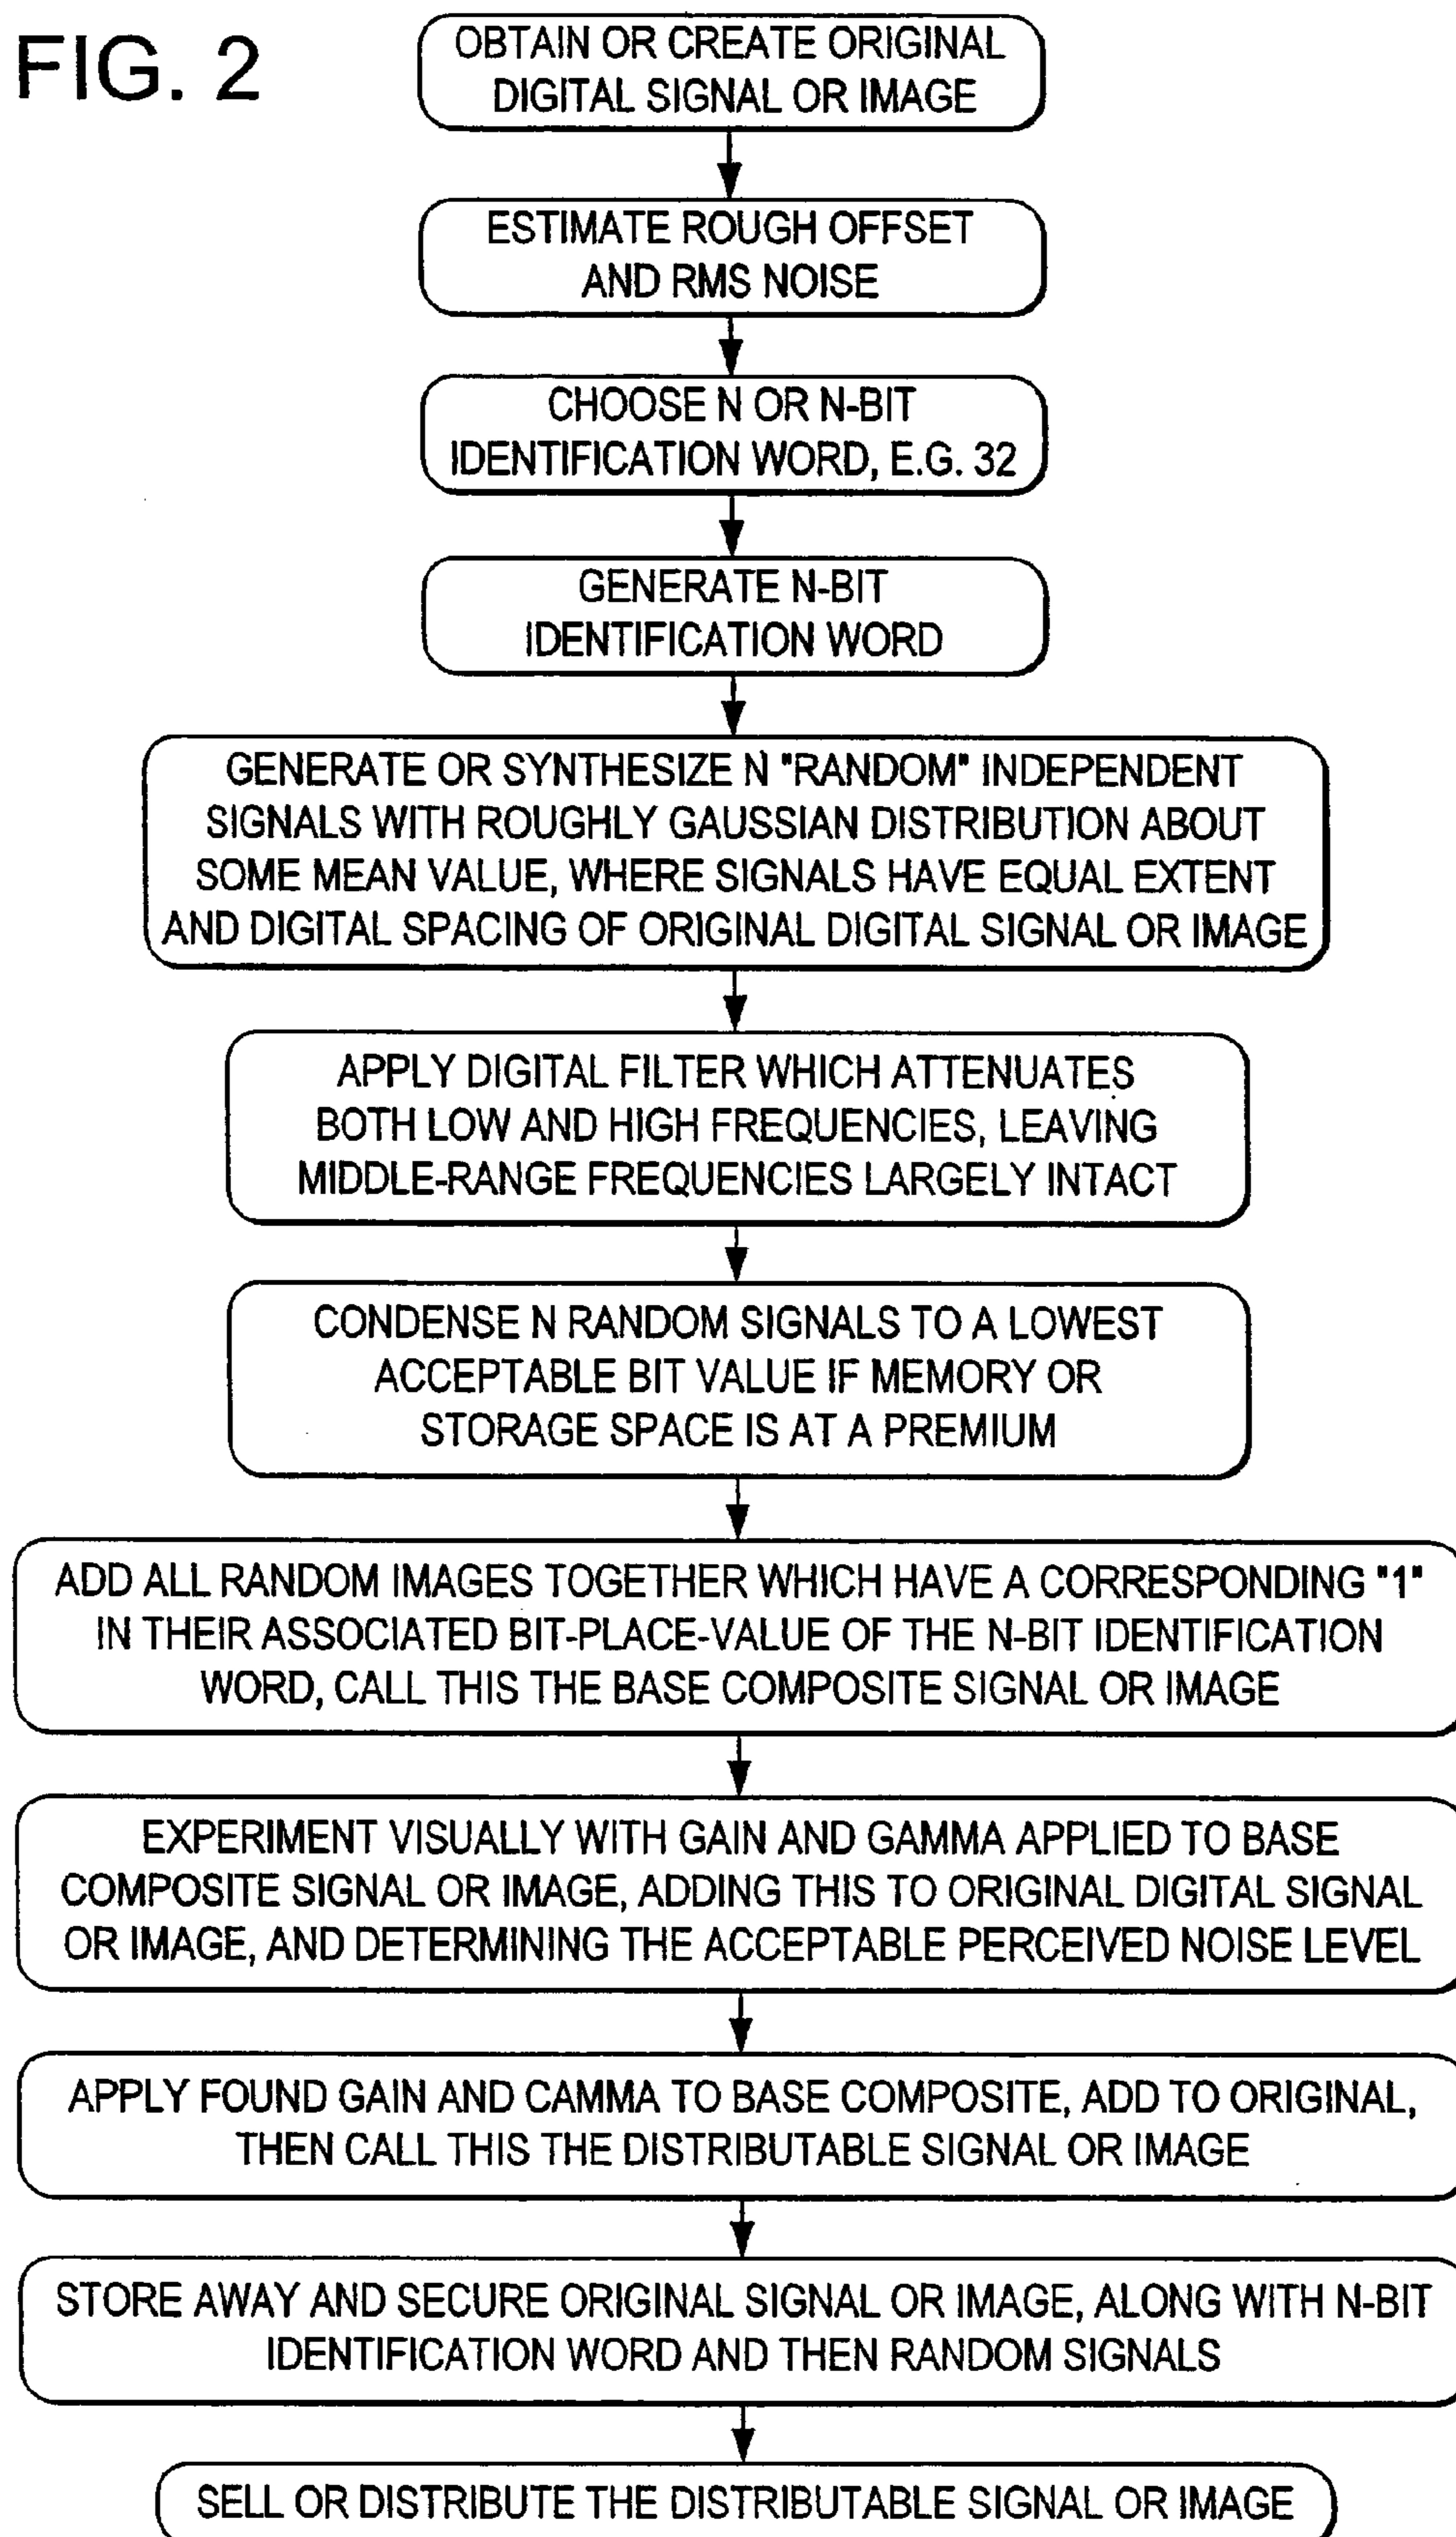 FIG. 2
OBTAIN OR CREATE ORIGINAL
DIGITAL SIGNAL OR IMAGE
ESTIMATE ROUGH OFFSET
AND RMS NOISE
CHOOSE N OR N-BIT
IDENTIFICATION WORD, E.G. 32
GENERATE N-BIT
IDENTIFICATION WORD
GENERATE OR SYNTHESIZE N "RANDOM" INDEPENDENT
SIGNALS WITH ROUGHLY GAUSSIAN DISTRIBUTION ABOUT
SOME MEAN VALUE, WHERE SIGNALS HAVE EQUAL EXTENT
AND DIGITAL SPACING OF ORIGINAL DIGITAL SIGNAL OR IMAGE
APPLY DIGITAL FILTER WHICH ATTENUATES
BOTH LOW AND HIGH FREQUENCIES, LEAVING
MIDDLE-RANGE FREQUENCIES LARGELY INTACT
CONDENSE N RANDOM SIGNALS TO A LOWEST
ACCEPTABLE BIT VALUE IF MEMORY OR
STORAGE SPACE IS AT A PREMIUM
ADD ALL RANDOM IMAGES TOGETHER WHICH HAVE A CORRESPONDING "1"
IN THEIR ASSOCIATED BIT-PLACE-VALUE OF THE N-BIT IDENTIFICATION
WORD, CALL THIS THE BASE COMPOSITE SIGNAL OR IMAGE
EXPERIMENT VISUALLY WITH GAIN AND GAMMA APPLIED TO BASE
COMPOSITE SIGNAL OR IMAGE, ADDING THIS TO ORIGINAL DIGITAL SIGNAL
OR IMAGE, AND DETERMINING THE ACCEPTABLE PERCEIVED NOISE LEVEL
APPLY FOUND GAIN AND CAMMA TO BASE COMPOSITE, ADD TO ORIGINAL,
THEN CALL THIS THE DISTRIBUTABLE SIGNAL OR IMAGE
STORE AWAY AND SECURE ORIGINAL SIGNAL OR IMAGE, ALONG WITH N-BIT
IDENTIFICATION WORD AND THEN RANDOM SIGNALS
SELL OR DISTRIBUTE THE DISTRIBUTABLE SIGNAL OR IMAGE